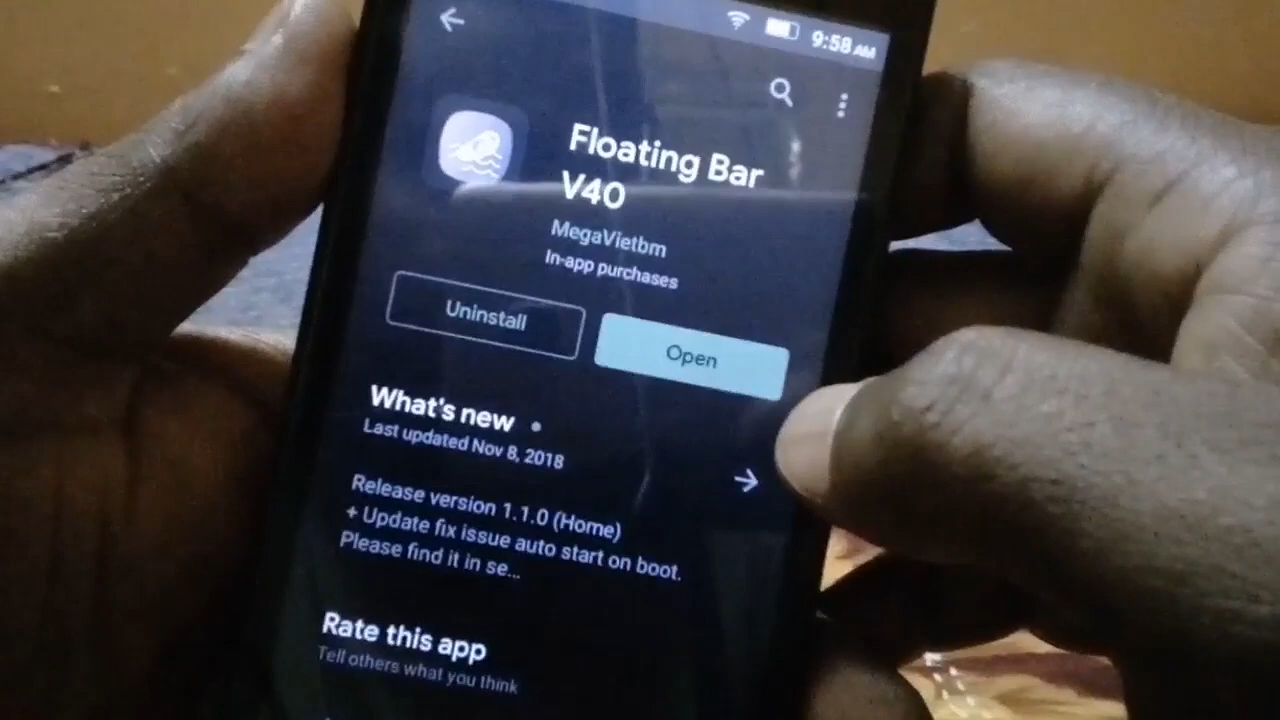 9:58 AM
Floating Bar
V40
MegaVietbm
In-app purchases
Uninstall
Open
What's new
Last updated Nov 8, 2018
Release version 1.1.0 (Home)
+ Update fix issue auto start on boot.
Please find it in se...
Rate this app
Tell others what you think